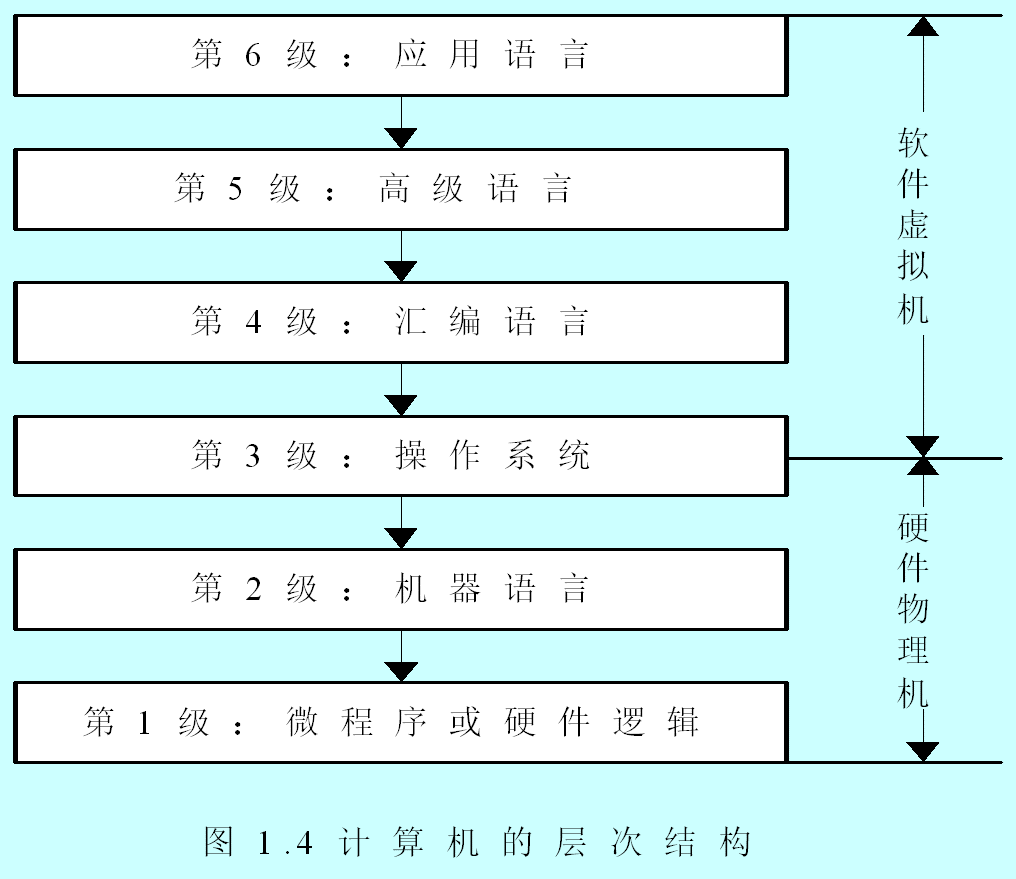 第6级：应用语言
软件虚拟机
第5级：高级语言
第4级：汇编语言
第3级：操作系统
硬件物理机
第2级：机器语言
第1级：微程序或硬件逻辑
图1.4计算机的层次结构